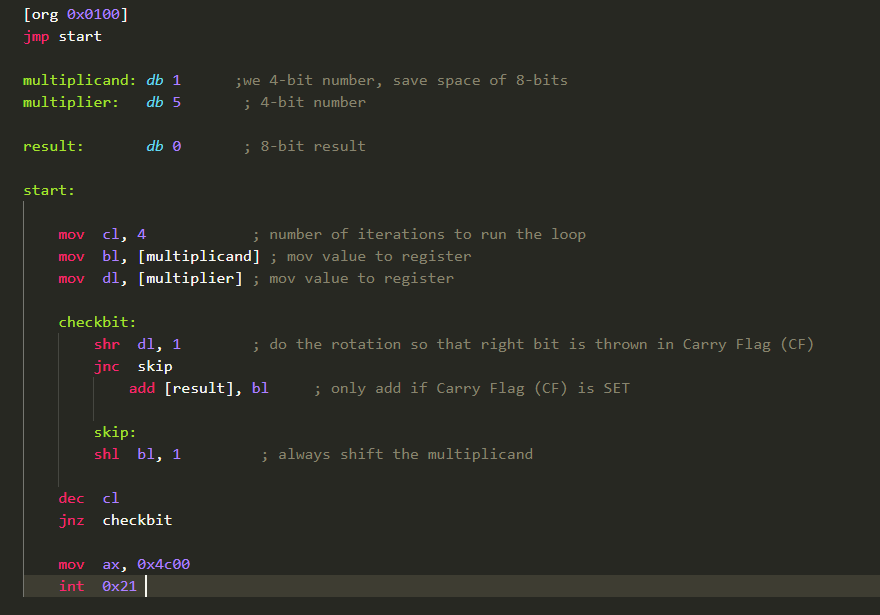 [org 0x0100]
jmp start
multiplicand: db 1 ;we 4-bit number, save space of 8-bits
multiplier: db 5 ; 4-bit number
result: db 0 ; 8-bit result
start:
mov cl, 4 ; number of iterations to run the loop
mov bl, [multiplicand] ; mov value to register
mov dl, [multiplier] ; mov value to register
checkbit:
shr dl, 1 ; do the rotation so that right bit is thrown in Carry Flag (CF)
jnc skip
add [result], bl ; only add if Carry Flag (CF) is SET
skip:
shl bl, 1 ; always shift the multiplicand
dec cl
jnz checkbit
mov ax, 0x4c00
int 0x21